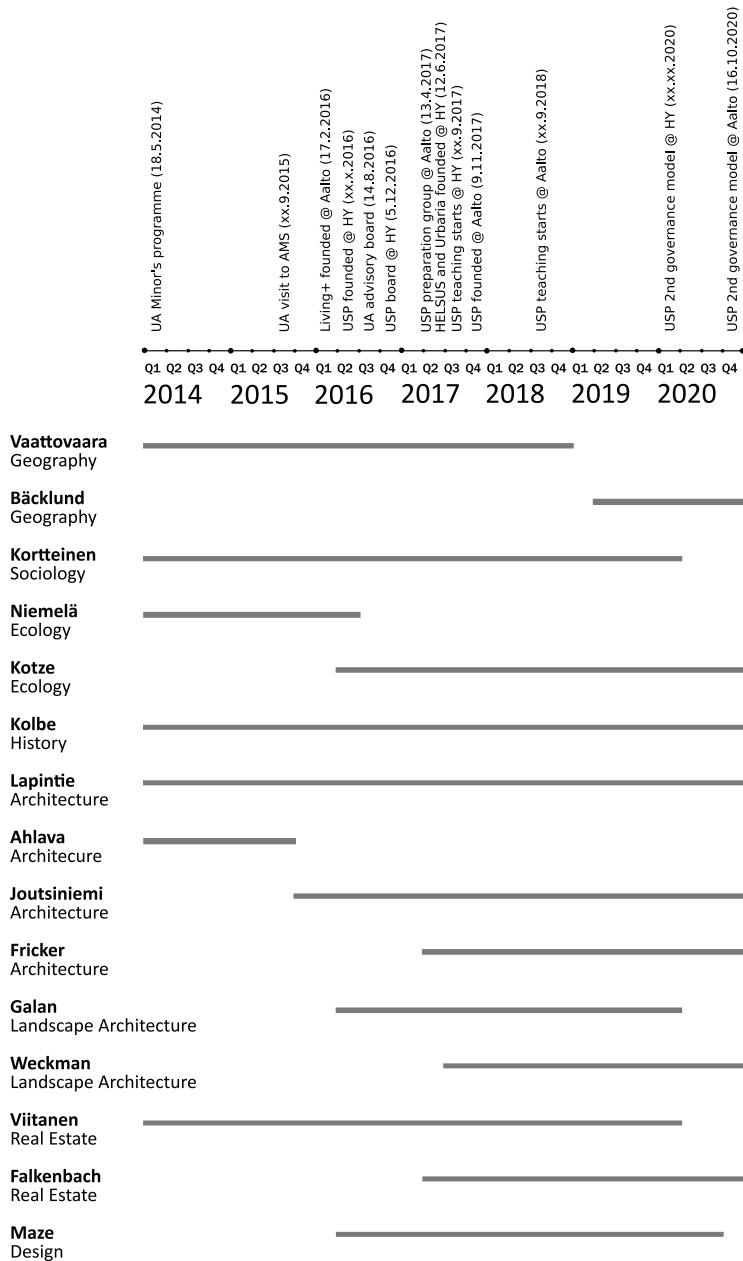 UA Minor's programme (18.5.2014)
UA visit to AMS (xx.9.2015)
Living+ founded @ Aalto (17.2.2016)
USP founded @ HY (xx.x.2016)
UA advisory board (14.8.2016)
USP board @ HY (5.12.2016)
USP preparation group @ Aalto (13.4.2017)
HELSUS and Urbaria founded @ HY (12.6.2017)
USP teaching starts @ HY (xx.9.2017)
USP founded @ Aalto (9.11.2017)
USP teaching starts @ Aalto (xx.9.2018)
USP 2nd governance model @ HY (xx.xx.2020)
USP 2nd governance model @ Aalto (16.10.2020)
Q1 Q2 Q3 Q4 Q1 Q2 Q3 Q4 Q1 Q2 Q3 Q4 Q1 Q2 Q3 Q4 Q1 Q2 Q3 Q4 Q1 Q2 Q3 Q4 Q1 Q2 Q3 Q4
2014 2015 2016 2017 2018 2019 2020
Vaattovaara
Geography
Bäcklund
Geography
Kortteinen
Sociology
Niemelä
Ecology
Kotze
Ecology
Kolbe
History
Lapintie
Architecture
Ahlava
Architecure
Joutsiniemi
Architecture
Fricker
Architecture
Galan
Landscape Architecture
Weckman
Landscape Architecture
Viitanen
Real Estate
Falkenbach
Real Estate
Maze
Design